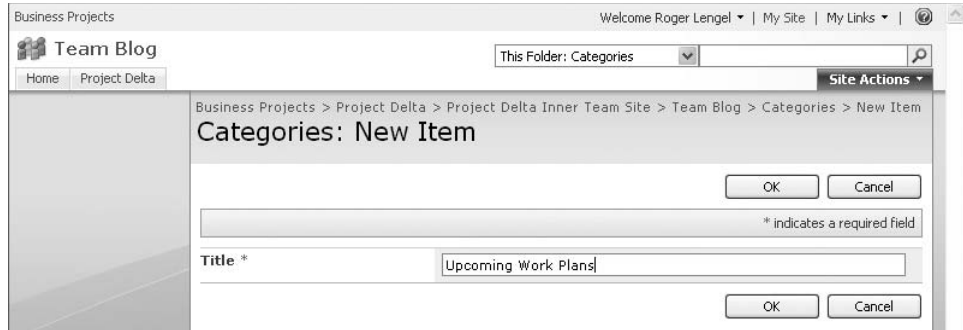 Business Projects
Welcome Roger Lengel | My Site | My Links |
Team Blog
This Folder: Categories
Home Project Delta
Site Actions
Business Projects > Project Delta > Project Delta Inner Team Site > Team Blog > Categories > New Item
Categories: New Item
OK Cancel
* indicates a required field
Title * Upcoming Work Plans
OK Cancel